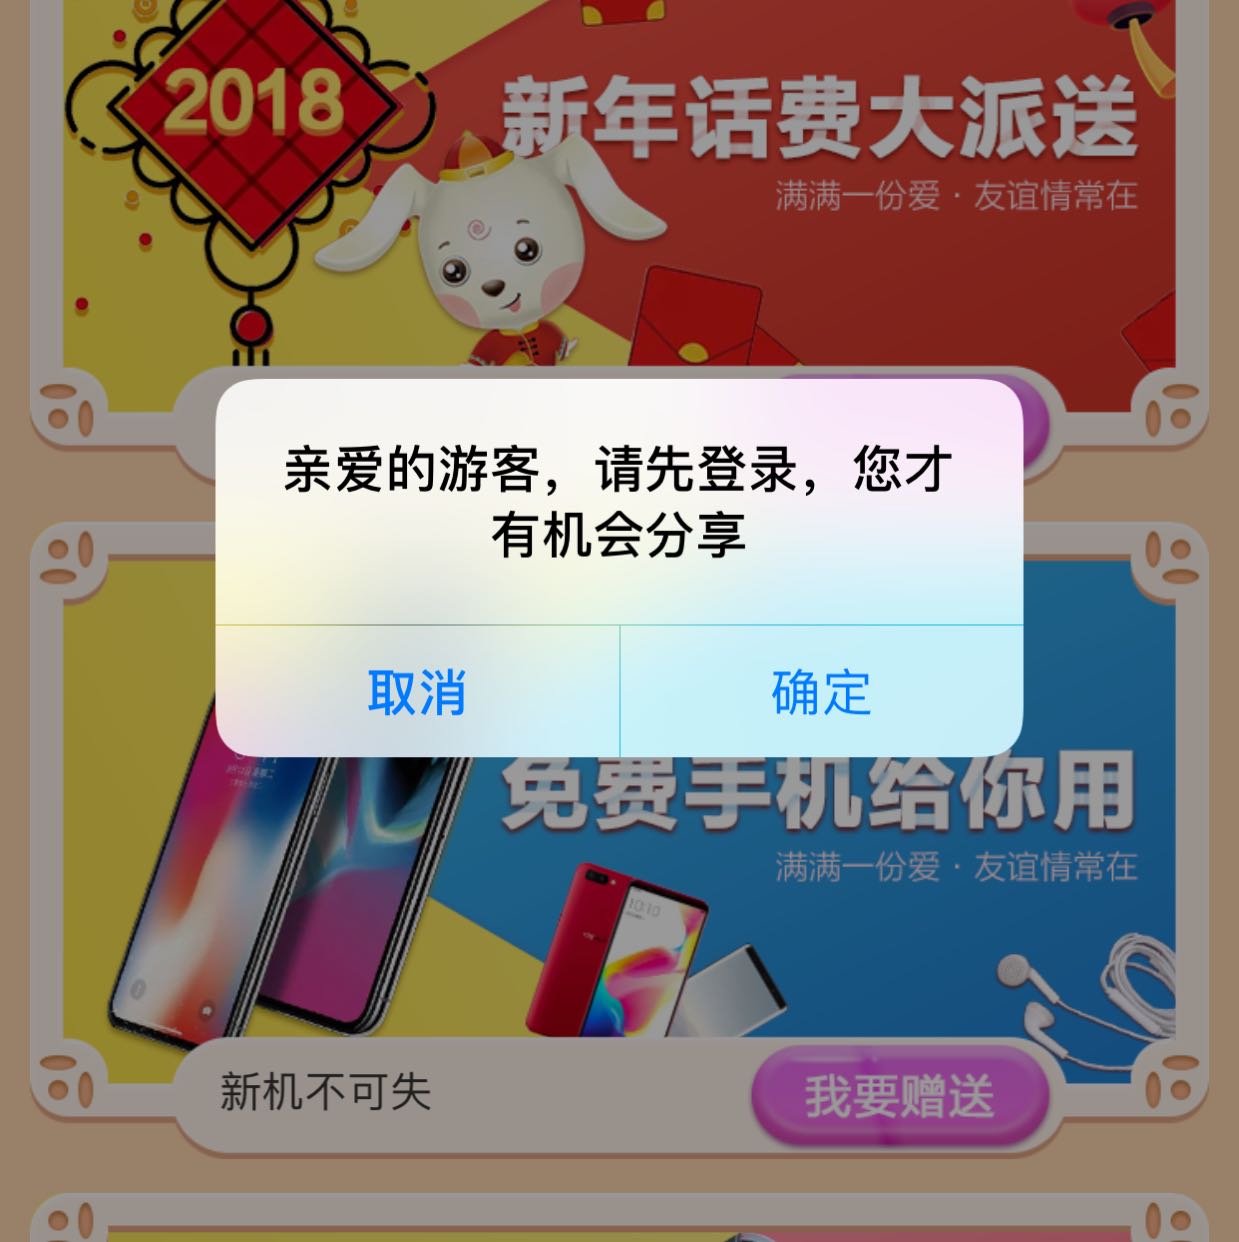 2018
新年话费大派送
满满一份爱·友谊情常在
亲爱的游客，请先登录，您才
有机会分享
取消
确定
免费手机给你用
满满一份爱·友谊情常在
10:10
新机不可失
我要赠送